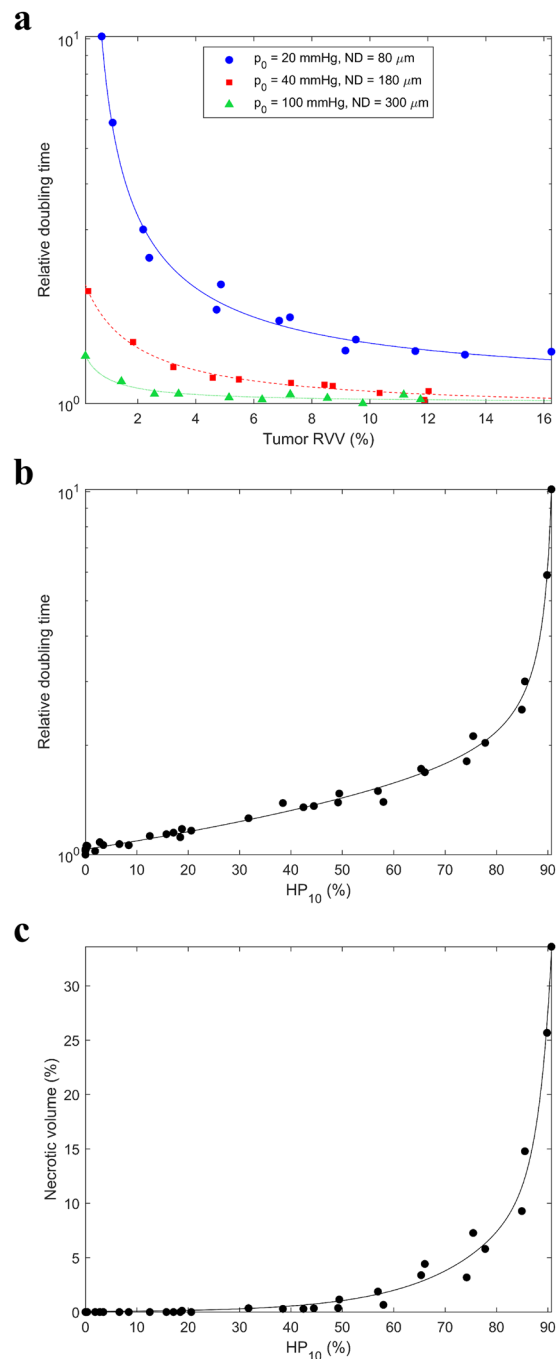 a
Relative doubling time
10¹
10⁰
p₀ = 20 mmHg, ND = 80 μm
p₀ = 40 mmHg, ND = 180 μm
p₀ = 100 mmHg, ND = 300 μm
2 4 6 8 10 12 14 16
Tumor RVV (%)
b
Relative doubling time
10¹
10⁰
0 10 20 30 40 50 60 70 80 90
HP₁₀ (%)
c
Necrotic volume (%)
30
25
20
15
10
5
0
0 10 20 30 40 50 60 70 80 90
HP₁₀ (%)